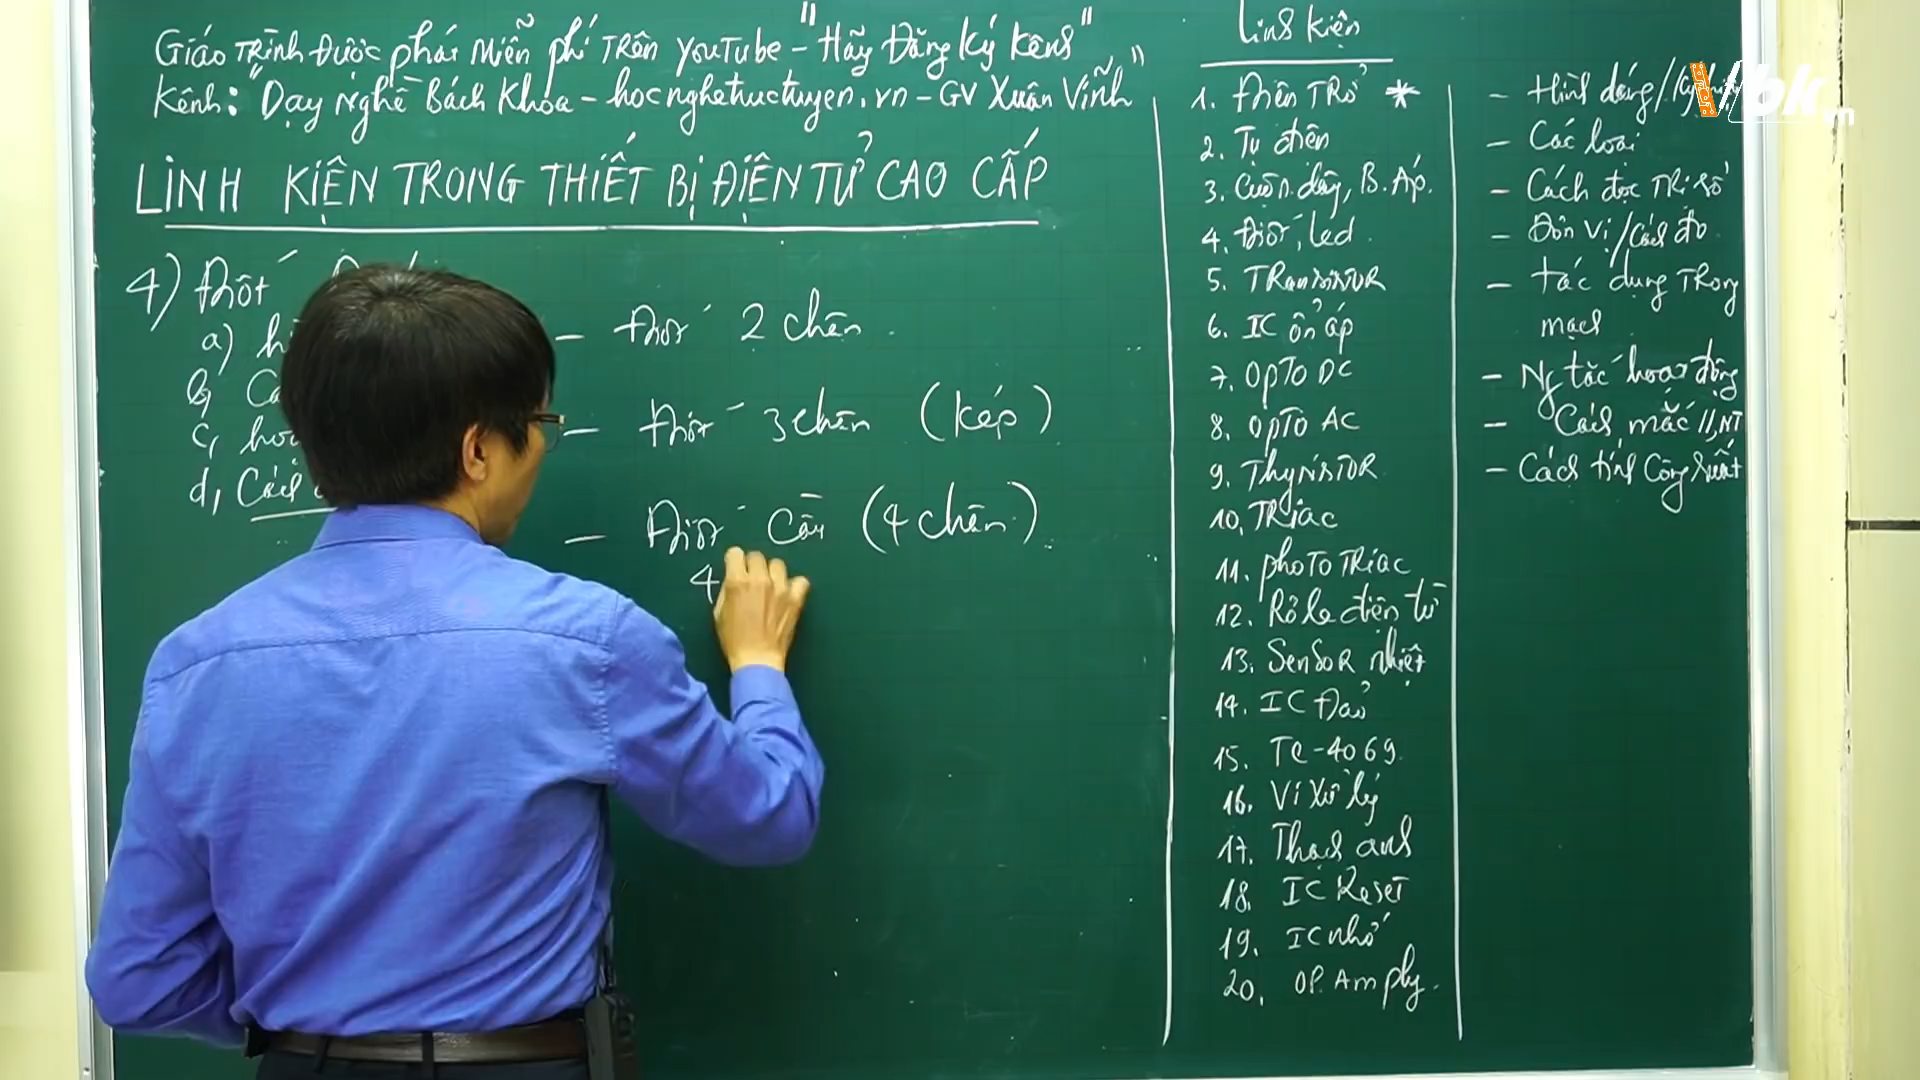 Giáo Trình Được phát Miễn phí Trên YouTube - "Hãy Đăng ký kênh"
Kênh: "Dạy Nghề Bách Khoa - hocnghetructuyen.vn - GV Xuân Vĩnh"
LINH KIỆN TRONG THIẾT BỊ ĐIỆN TỬ CAO CẤP
4) Điốt
a)
b,
c,
d, Cách
- Điốt 2 chân.
- Điốt 3 chân (kép)
- Điốt cầu (4 chân).
4
Linh kiện
1. Điện TRở *
2. Tụ điện
3. Cuộn dây, B. Áp.
4. Điốt, led
5. TRansisToR
6. IC ổn áp
7. OpTo DC
8. OpTo AC
9. ThyrisToR
10. TRiac
11. phoTo TRiac
12. Rơle điện từ
13. SenSoR nhiệt
14. IC Đảo
15. Tc-4069.
16. Vi Xử lý
17. Thạch anh
18. IC ReseT
19. IC nhớ
20. OP. Am ply.
- Hình dáng/
- Các loại
- Cách đọc TRị số
- Đơn vị/Cách đo
- Tác dụng TRong
mạch
- Ng tắc hoạt động
- Cách mắc //, NT
- Cách tính Công suất
Vbk.vn